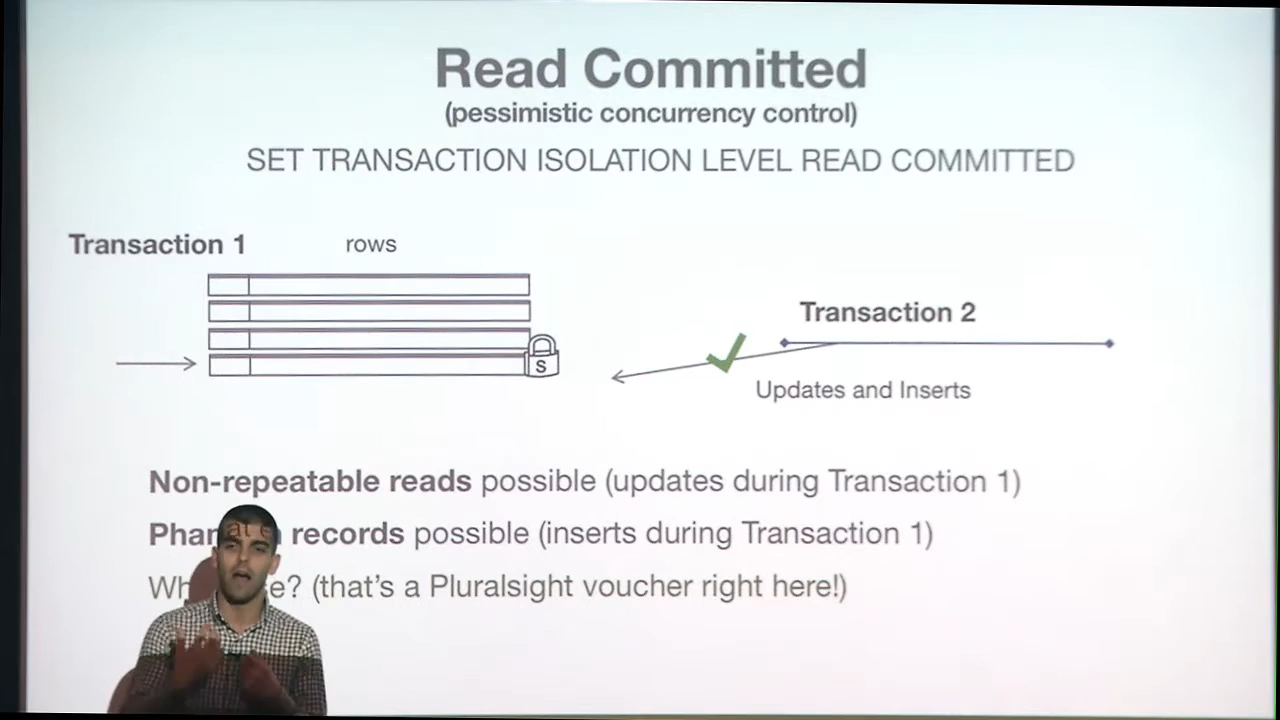 Read Committed
(pessimistic concurrency control)
SET TRANSACTION ISOLATION LEVEL READ COMMITTED
Transaction 1 rows
Transaction 2
S
Updates and Inserts
Non-repeatable reads possible (updates during Transaction 1)
records possible (inserts during Transaction 1)
(that's a Pluralsight voucher right here!)